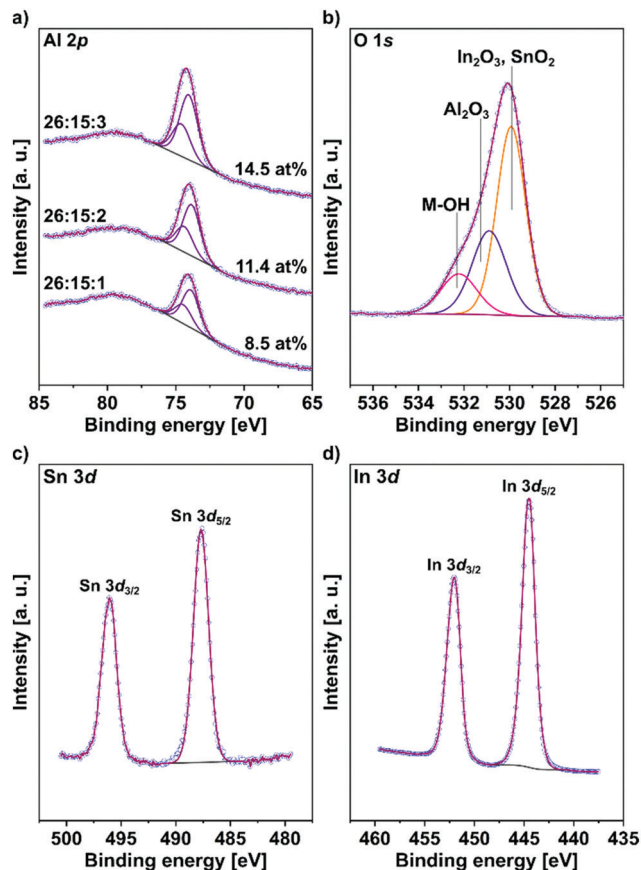 a)
Al 2p
26:15:3
14.5 at%
26:15:2
11.4 at%
26:15:1
8.5 at%
Intensity [a. u.]
85 80 75 70 65
Binding energy [eV]
b)
O 1s
In₂O₃, SnO₂
Al₂O₃
M-OH
Intensity [a. u.]
536 534 532 530 528 526
Binding energy [eV]
c)
Sn 3d
Sn 3d5/2
Sn 3d3/2
Intensity [a. u.]
500 495 490 485 480
Binding energy [eV]
d)
In 3d
In 3d5/2
In 3d3/2
Intensity [a. u.]
460 455 450 445 440 435
Binding energy [eV]